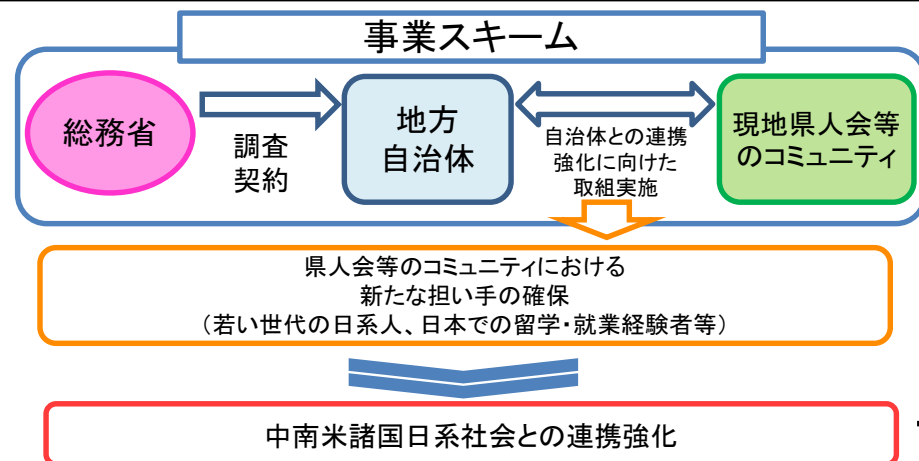 事業スキーム
総務省
調査
契約
地方
自治体
自治体との連携
強化に向けた
取組実施
現地県人会等
のコミュニティ
県人会等のコミュニティにおける
新たな担い手の確保
（若い世代の日系人、日本での留学・就業経験者等）
中南米諸国日系社会との連携強化